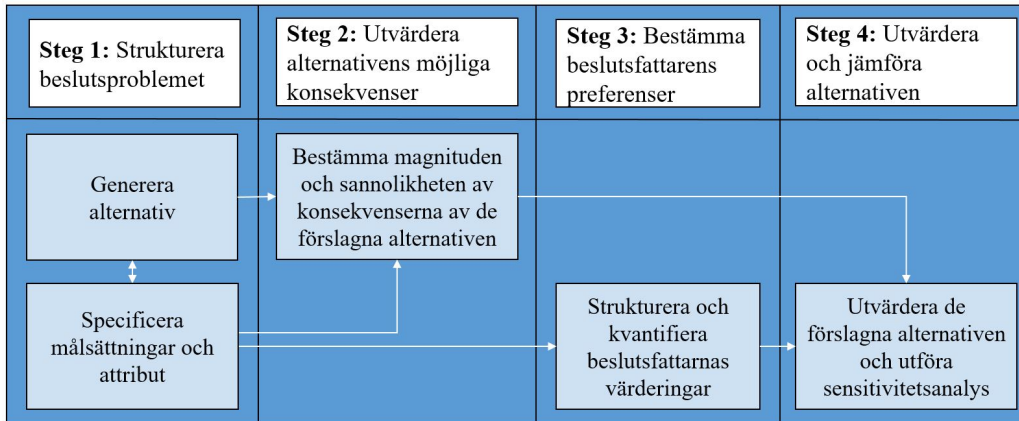 Steg 1: Strukturera
beslutsproblemet
Steg 2: Utvärdera
alternativens möjliga
konsekvenser
Steg 3: Bestämma
beslutsfattarens
preferenser
Steg 4: Utvärdera
och jämföra
alternativen
Generera
alternativ
Bestämma magnituden
och sannolikheten av
konsekvenserna av de
förslagna alternativen
Specificera
målsättningar och
attribut
Strukturera och
kvantifiera
beslutsfattarnas
värderingar
Utvärdera de
förslagna alternativen
och utföra
sensitivitetsanalys